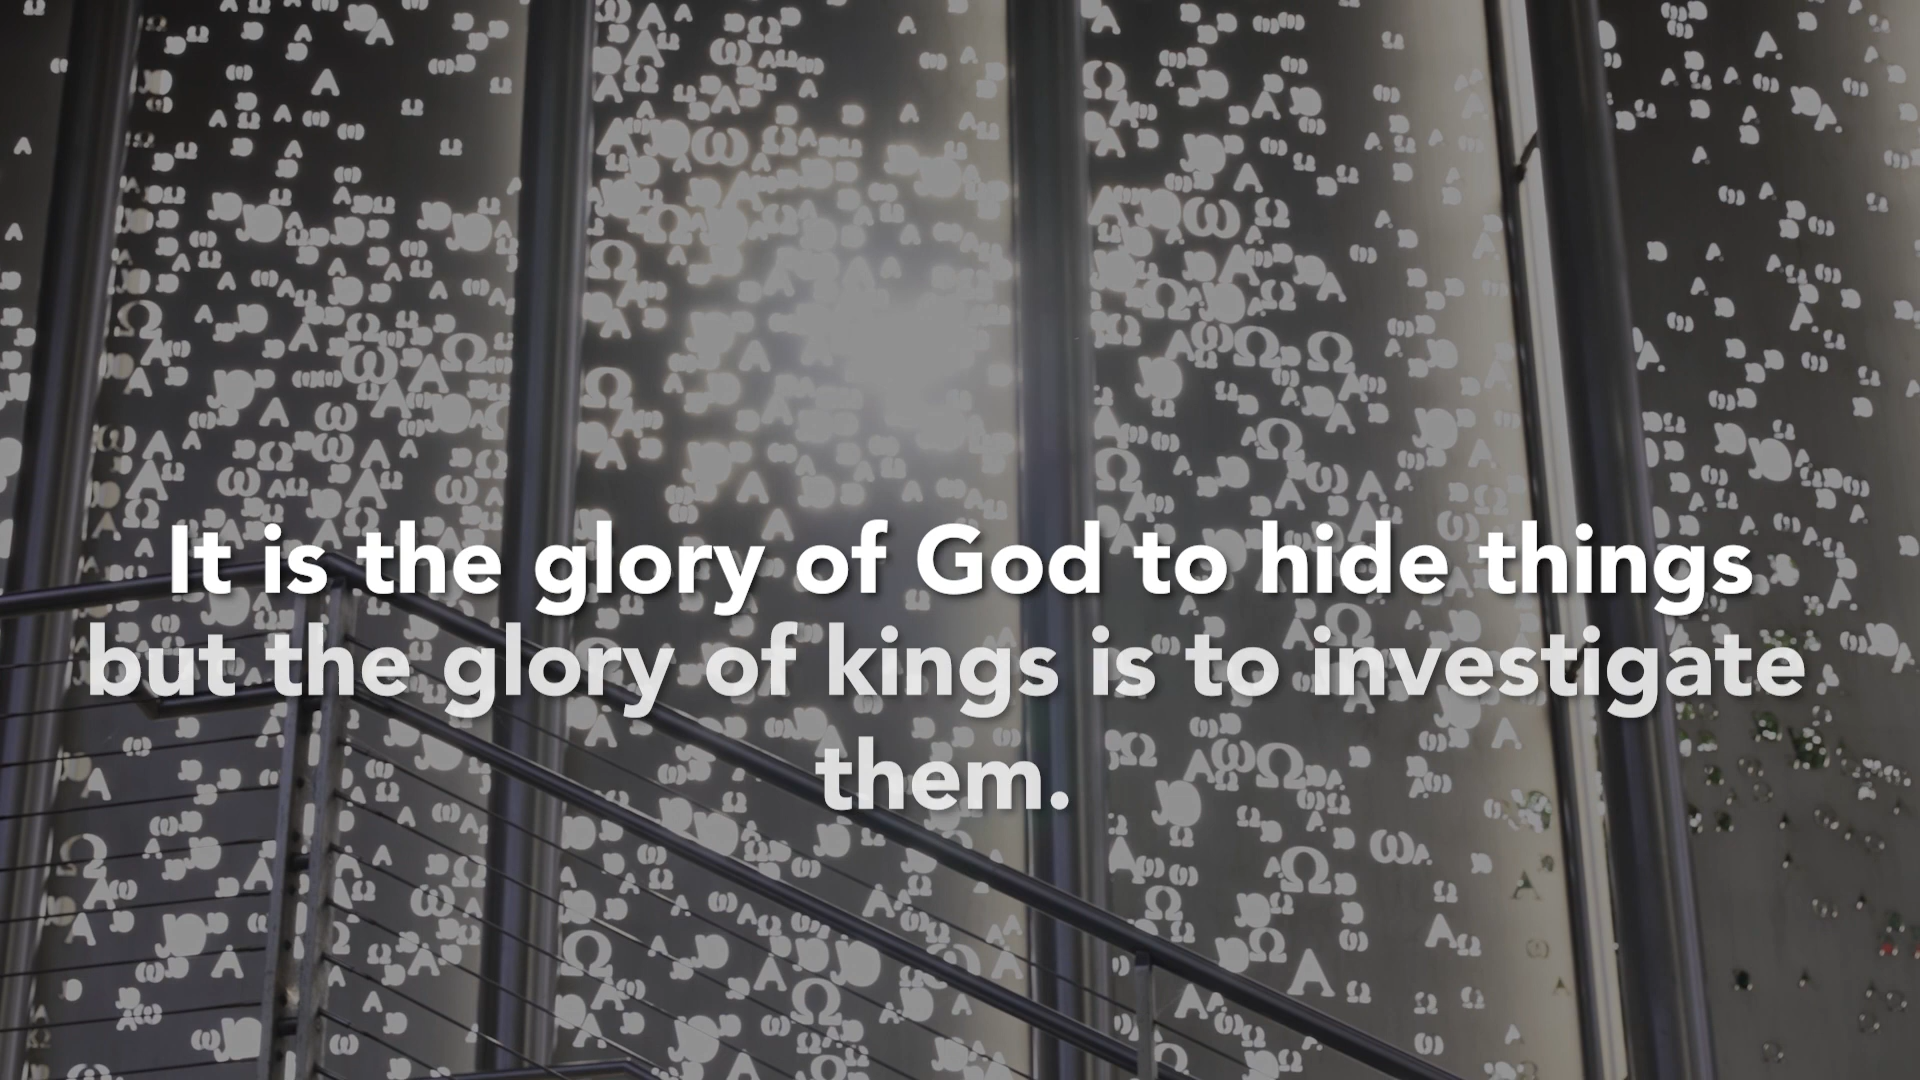 It is the glory of God to hide things
but the glory of kings is to investigate
them.